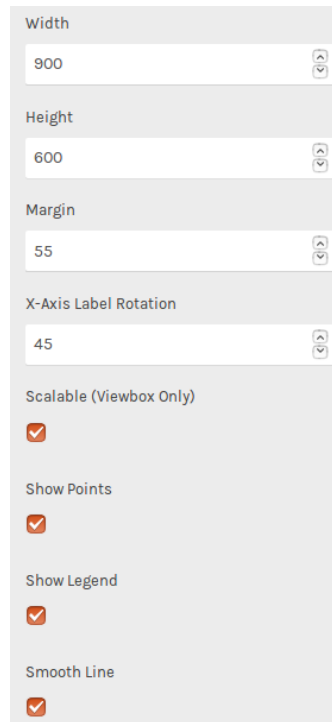 Width
900
Height
600
Margin
55
X-Axis Label Rotation
45
Scalable (Viewbox Only)
Show Points
Show Legend
Smooth Line